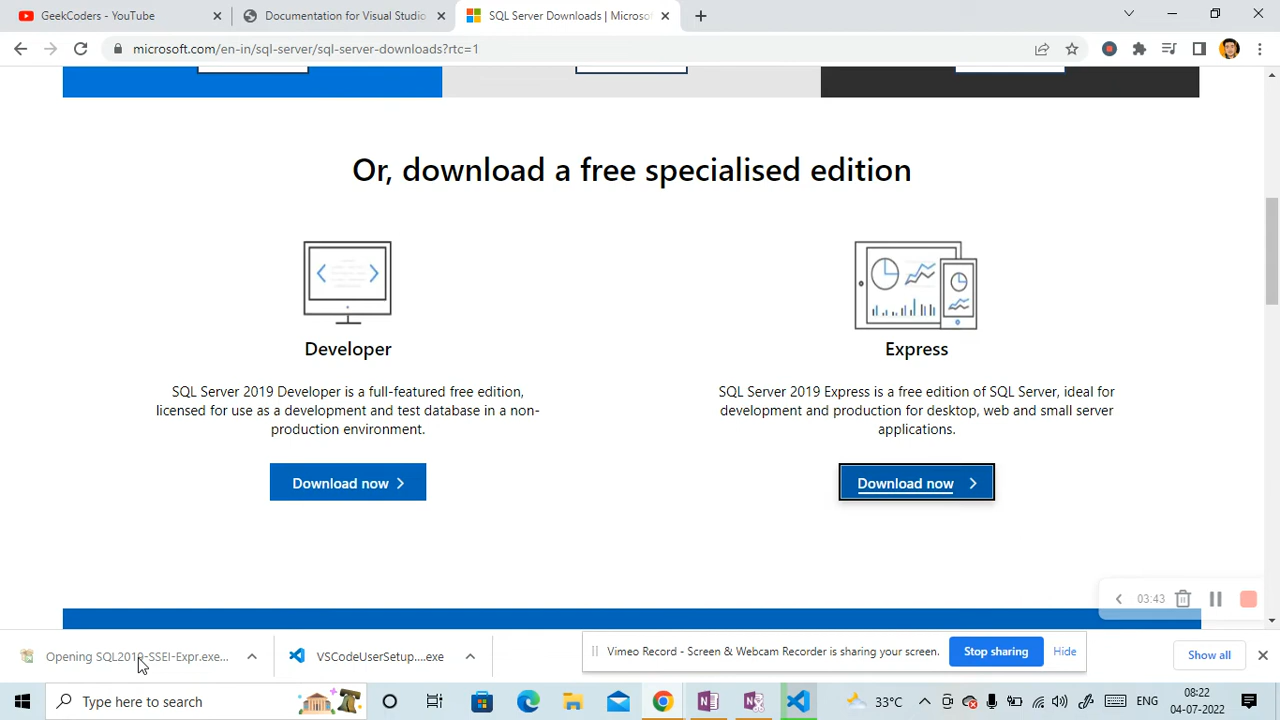 GeekCoders - YouTube
Documentation for Visual Studio
SQL Server Downloads | Microso
microsoft.com/en-in/sql-server/sql-server-downloads?rtc=1
Or, download a free specialised edition
Developer
SQL Server 2019 Developer is a full-featured free edition,
licensed for use as a development and test database in a non-
production environment.
Download now
Express
SQL Server 2019 Express is a free edition of SQL Server, ideal for
development and production for desktop, web and small server
applications.
Download now
03:43
Opening SQL2019-SSEI-Expr.exe...
VSCodeUserSetup....exe
Vimeo Record - Screen & Webcam Recorder is sharing your screen.
Stop sharing
Hide
Show all
Type here to search
33°C
ENG
08:22
04-07-2022